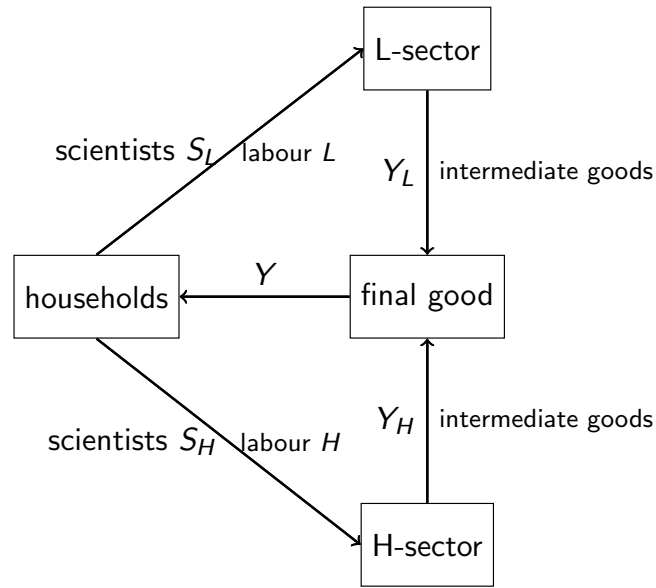 L-sector
scientists S_L labour L
Y_L intermediate goods
households
Y
final good
Y_H intermediate goods
scientists S_H labour H
H-sector